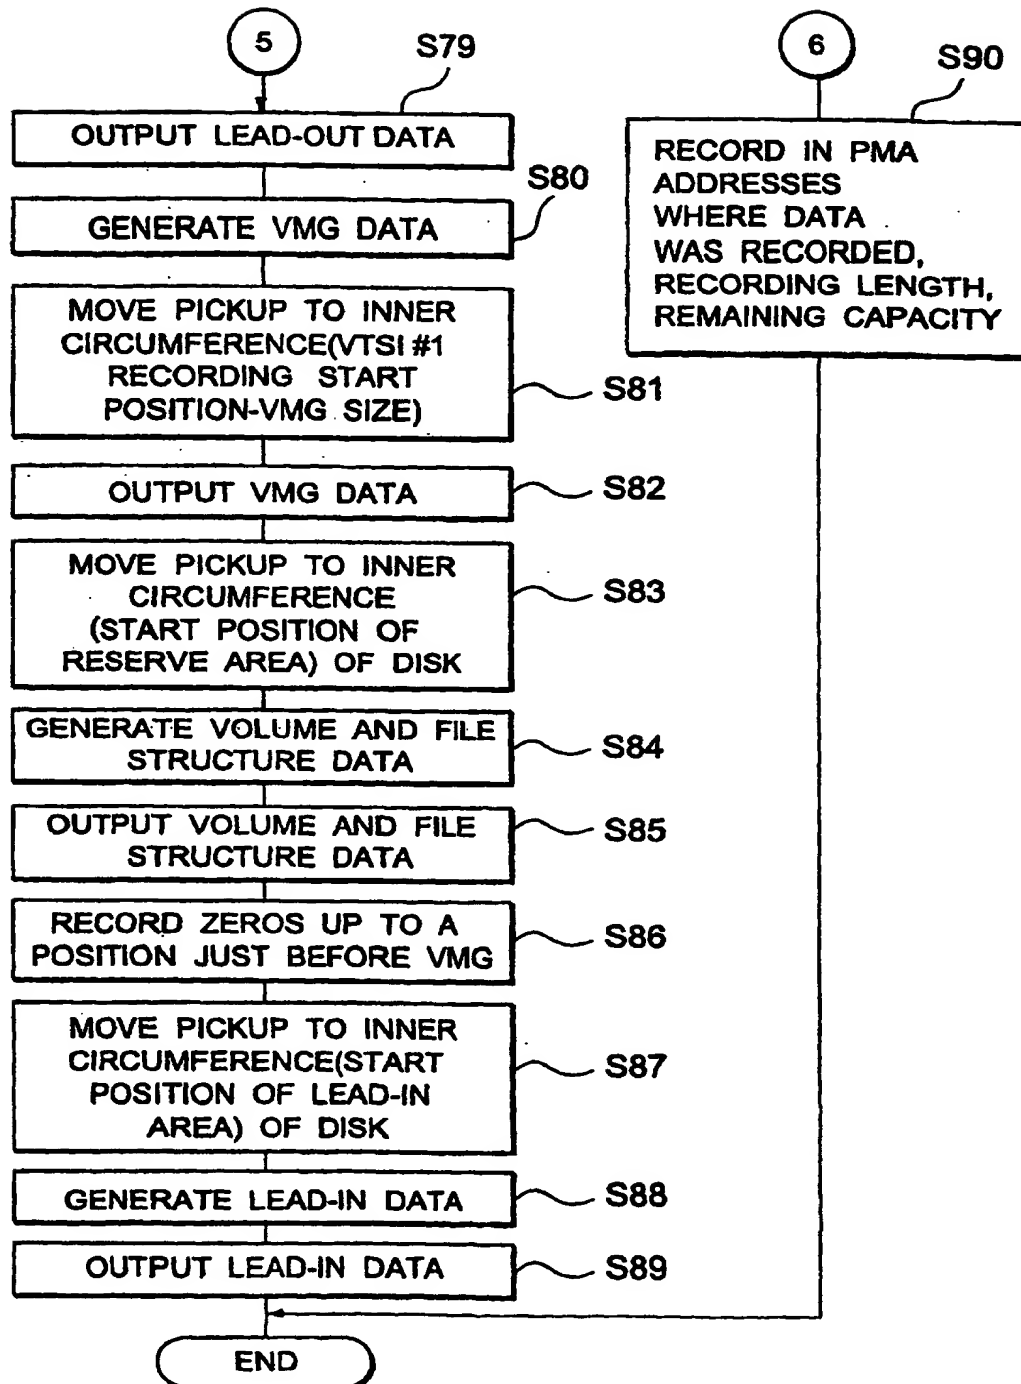 5
S79
OUTPUT LEAD-OUT DATA
S80
GENERATE VMG DATA
MOVE PICKUP TO INNER
CIRCUMFERENCE(VTSI #1
RECORDING START
POSITION-VMG SIZE)
S81
OUTPUT VMG DATA
S82
MOVE PICKUP TO INNER
CIRCUMFERENCE
(START POSITION OF
RESERVE AREA) OF DISK
S83
GENERATE VOLUME AND FILE
STRUCTURE DATA
S84
OUTPUT VOLUME AND FILE
STRUCTURE DATA
S85
RECORD ZEROS UP TO A
POSITION JUST BEFORE VMG
S86
MOVE PICKUP TO INNER
CIRCUMFERENCE(START
POSITION OF LEAD-IN
AREA) OF DISK
S87
GENERATE LEAD-IN DATA
S88
OUTPUT LEAD-IN DATA
S89
END
6
S90
RECORD IN PMA
ADDRESSES
WHERE DATA
WAS RECORDED,
RECORDING LENGTH,
REMAINING CAPACITY